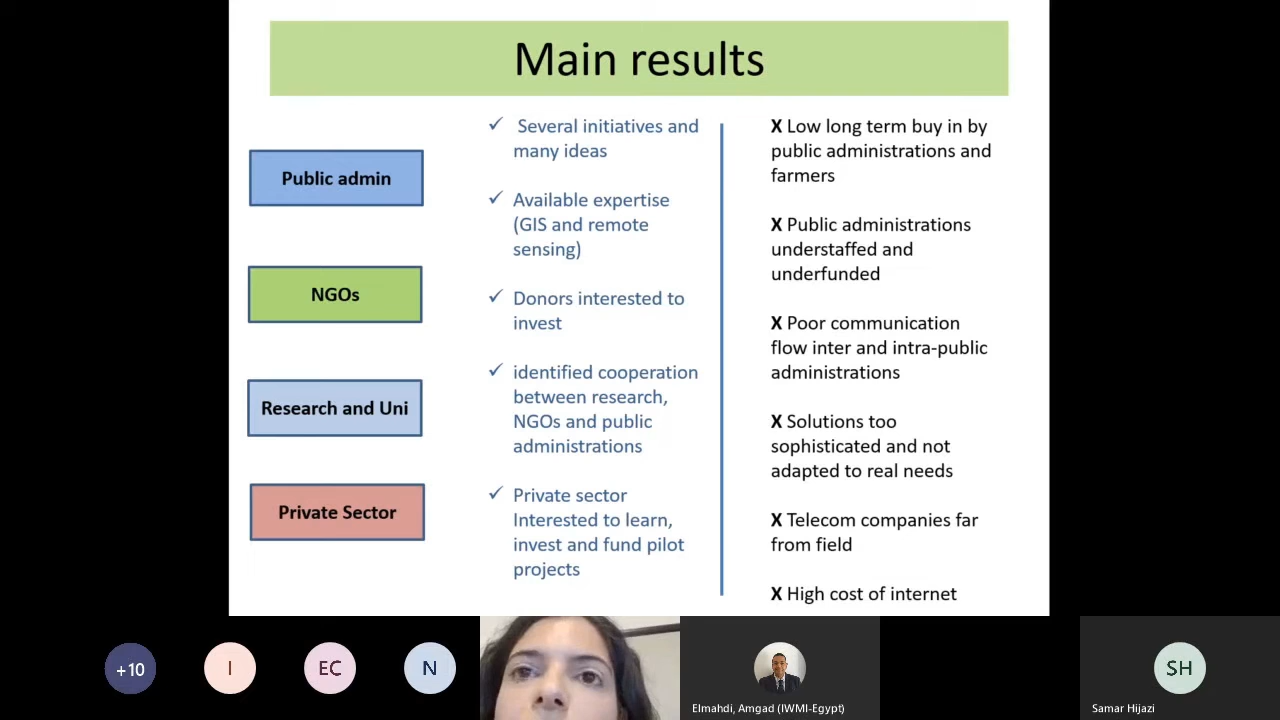 Main results
Public admin
NGOs
Research and Uni
Private Sector
✓ Several initiatives and
many ideas
✓ Available expertise
(GIS and remote
sensing)
✓ Donors interested to
invest
✓ identified cooperation
between research,
NGOs and public
administrations
✓ Private sector
Interested to learn,
invest and fund pilot
projects
X Low long term buy in by
public administrations and
farmers
X Public administrations
understaffed and
underfunded
X Poor communication
flow inter and intra-public
administrations
X Solutions too
sophisticated and not
adapted to real needs
X Telecom companies far
from field
X High cost of internet
+10
I
EC
N
Elmahdi, Amgad (IWMI-Egypt)
SH
Samar Hijazi